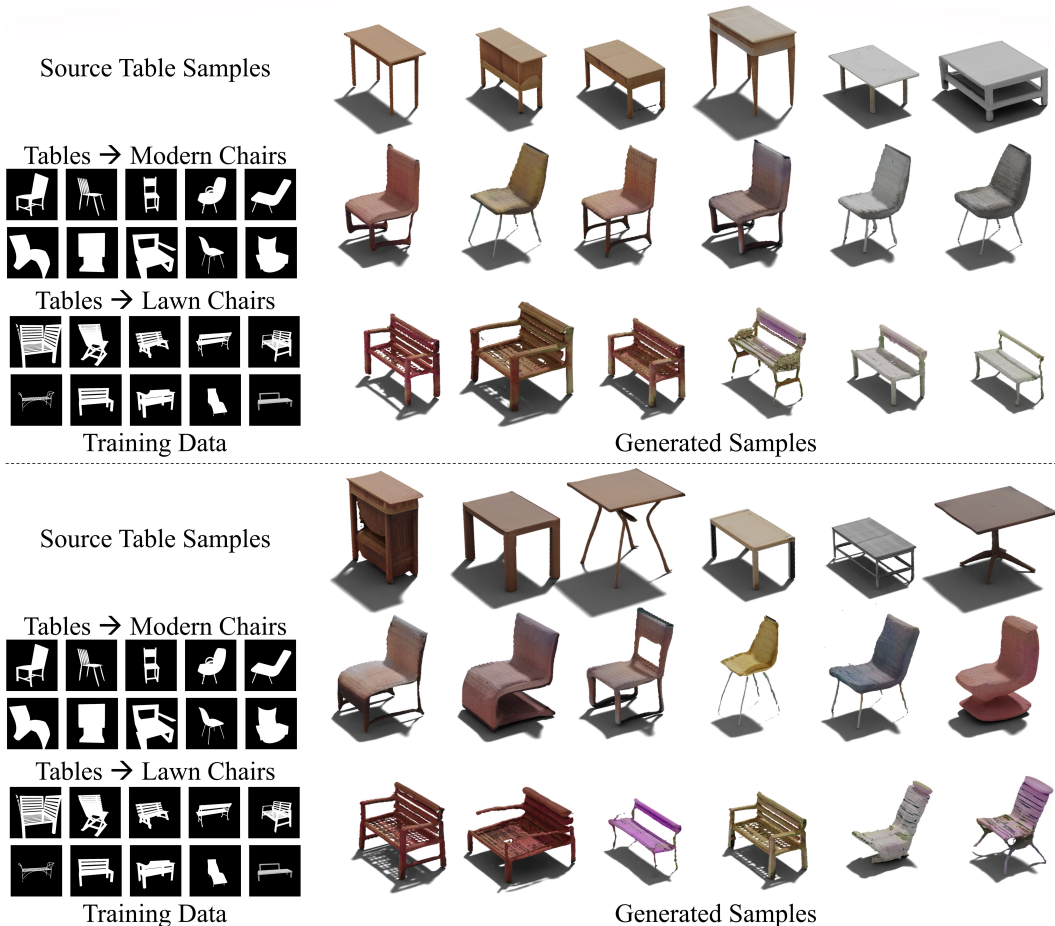 Source Table Samples
Tables → Modern Chairs
Tables → Lawn Chairs
Training Data
Generated Samples
Source Table Samples
Tables → Modern Chairs
Tables → Lawn Chairs
Training Data
Generated Samples